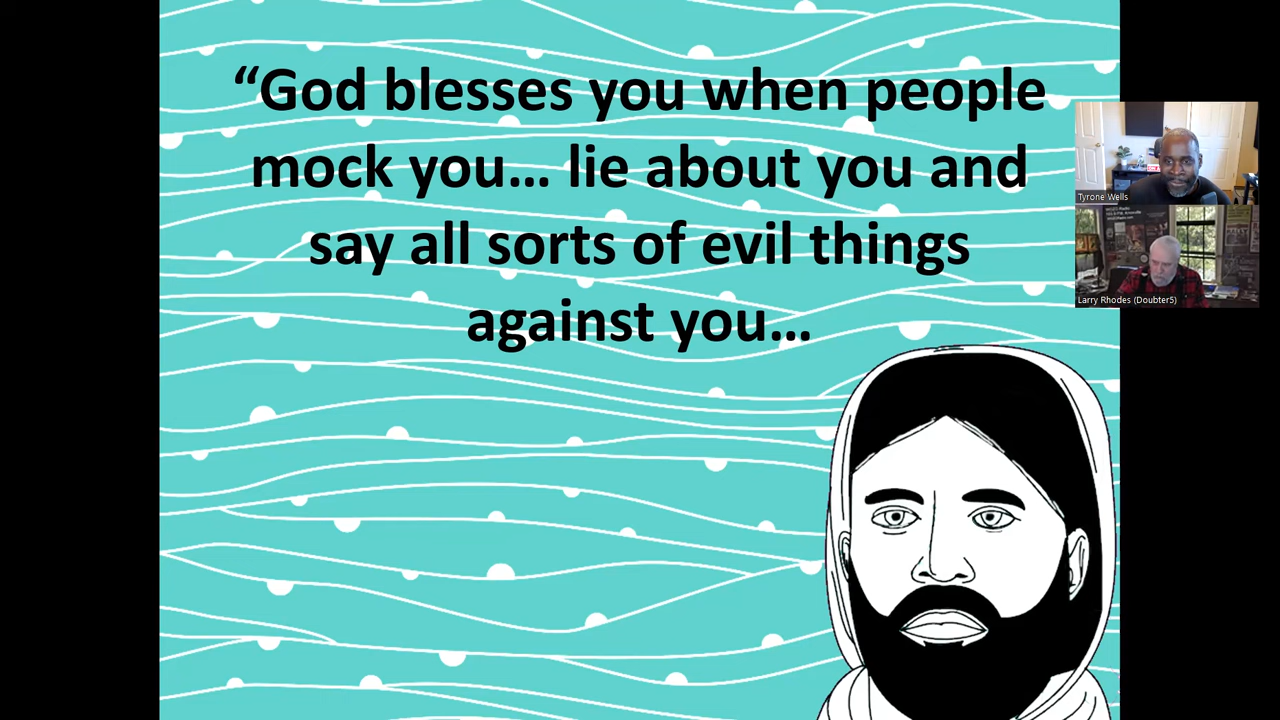 “God blesses you when people
mock you... lie about you and
say all sorts of evil things
against you...
Tyrone Wells
Larry Rhodes (Doubter5)